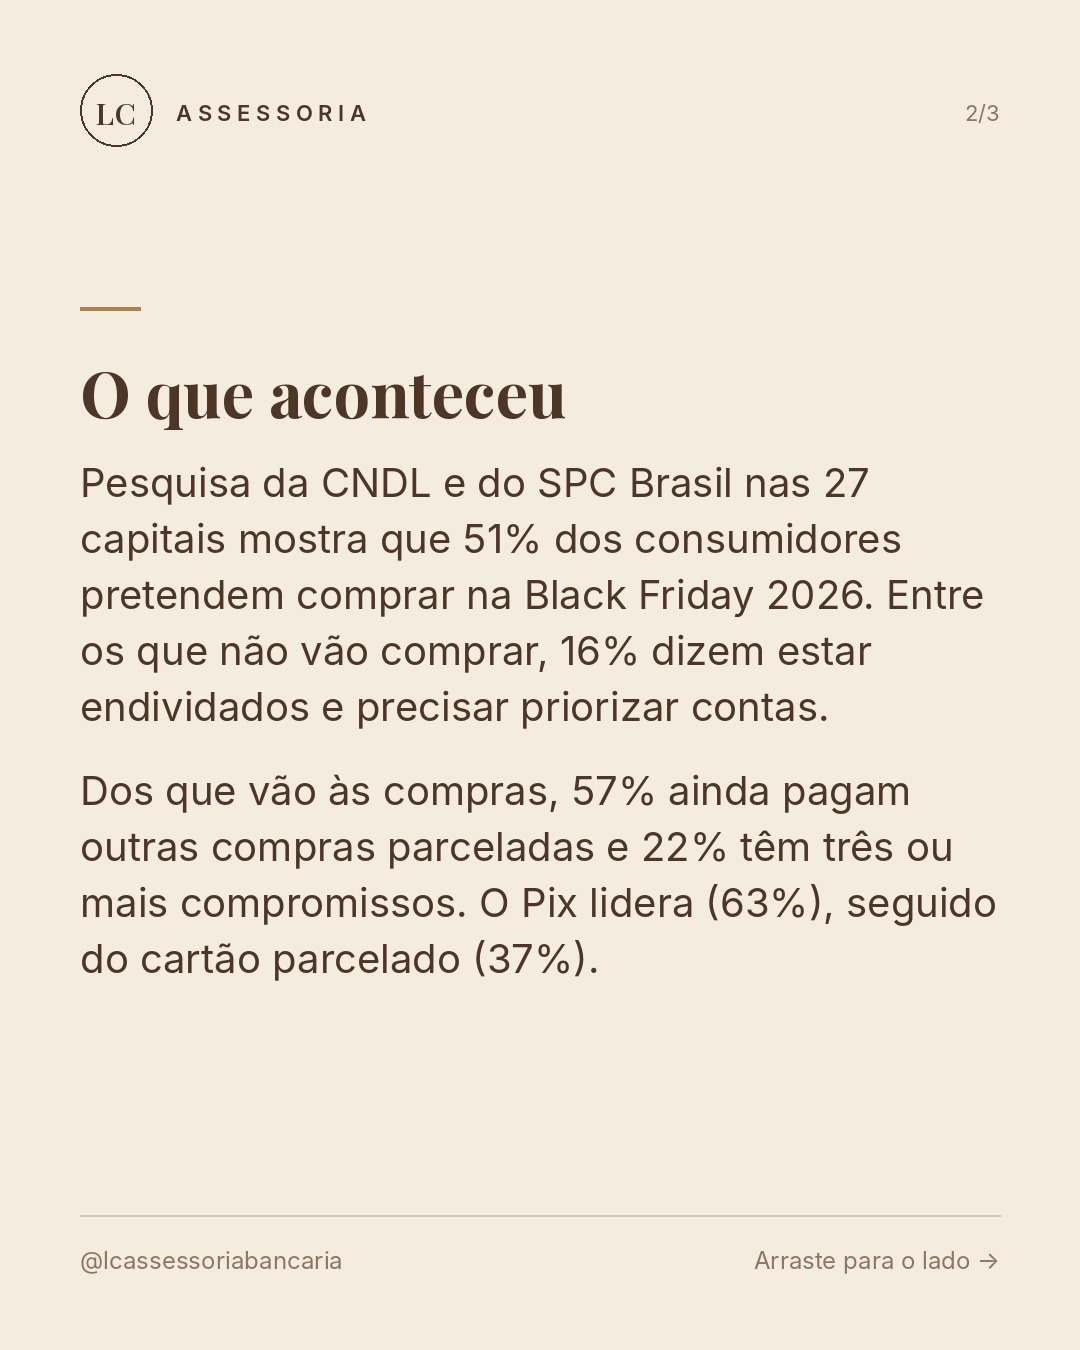 LC ASSESSORIA
2/3
O que aconteceu
Pesquisa da CNDL e do SPC Brasil nas 27
capitais mostra que 51% dos consumidores
pretendem comprar na Black Friday 2026. Entre
os que não vão comprar, 16% dizem estar
endividados e precisar priorizar contas.
Dos que vão às compras, 57% ainda pagam
outras compras parceladas e 22% têm três ou
mais compromissos. O Pix lidera (63%), seguido
do cartão parcelado (37%).
@lcassessoriabancaria
Arraste para o lado →